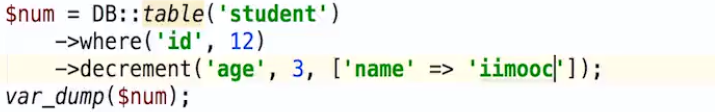 $num = DB::table('student')
->where('id', 12)
->decrement('age', 3, ['name' => 'iimooc']);
var_dump($num);